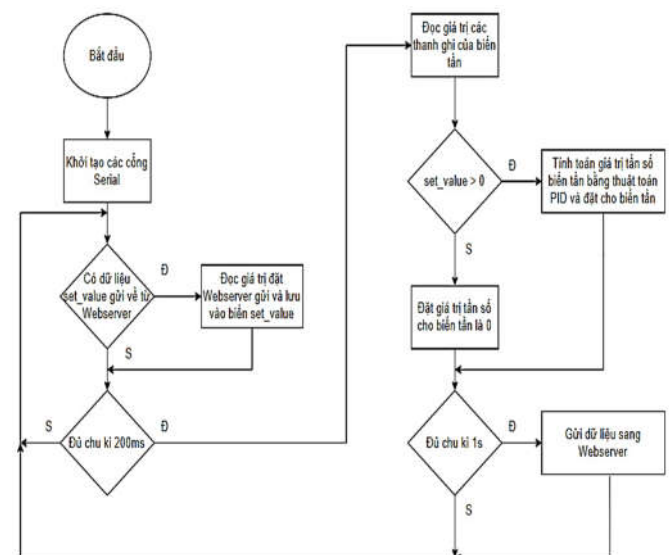 Bắt đầu
Khởi tạo các cổng
Serial
Có dữ liệu
set_value gửi về từ
Webserver
Đ
Đọc giá trị đặt
Webserver gửi và lưu
vào biến set_value
S
S
Đủ chu kì 200ms
Đ
Đọc giá trị các
thanh ghi của biến
tần
set_value > 0
Đ
Tính toán giá trị tần số
biến tần bằng thuật toán
PID và đặt cho biến tần
S
Đặt giá trị tần số
cho biến tần là 0
Đủ chu kì 1s
Đ
Gửi dữ liệu sang
Webserver
S